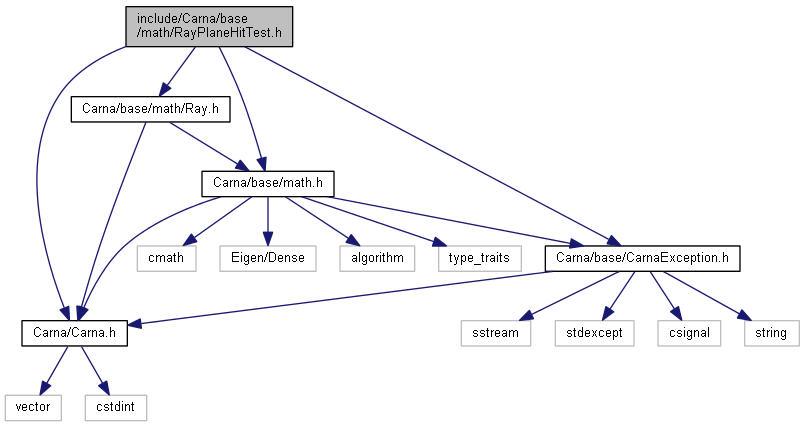 include/Carna/base
/math/RayPlaneHitTest.h
Carna/base/math/Ray.h
Carna/base/math.h
cmath
Eigen/Dense
algorithm
type_traits
Carna/base/CarnaException.h
Carna/Carna.h
sstream
stdexcept
csignal
string
vector
cstdint